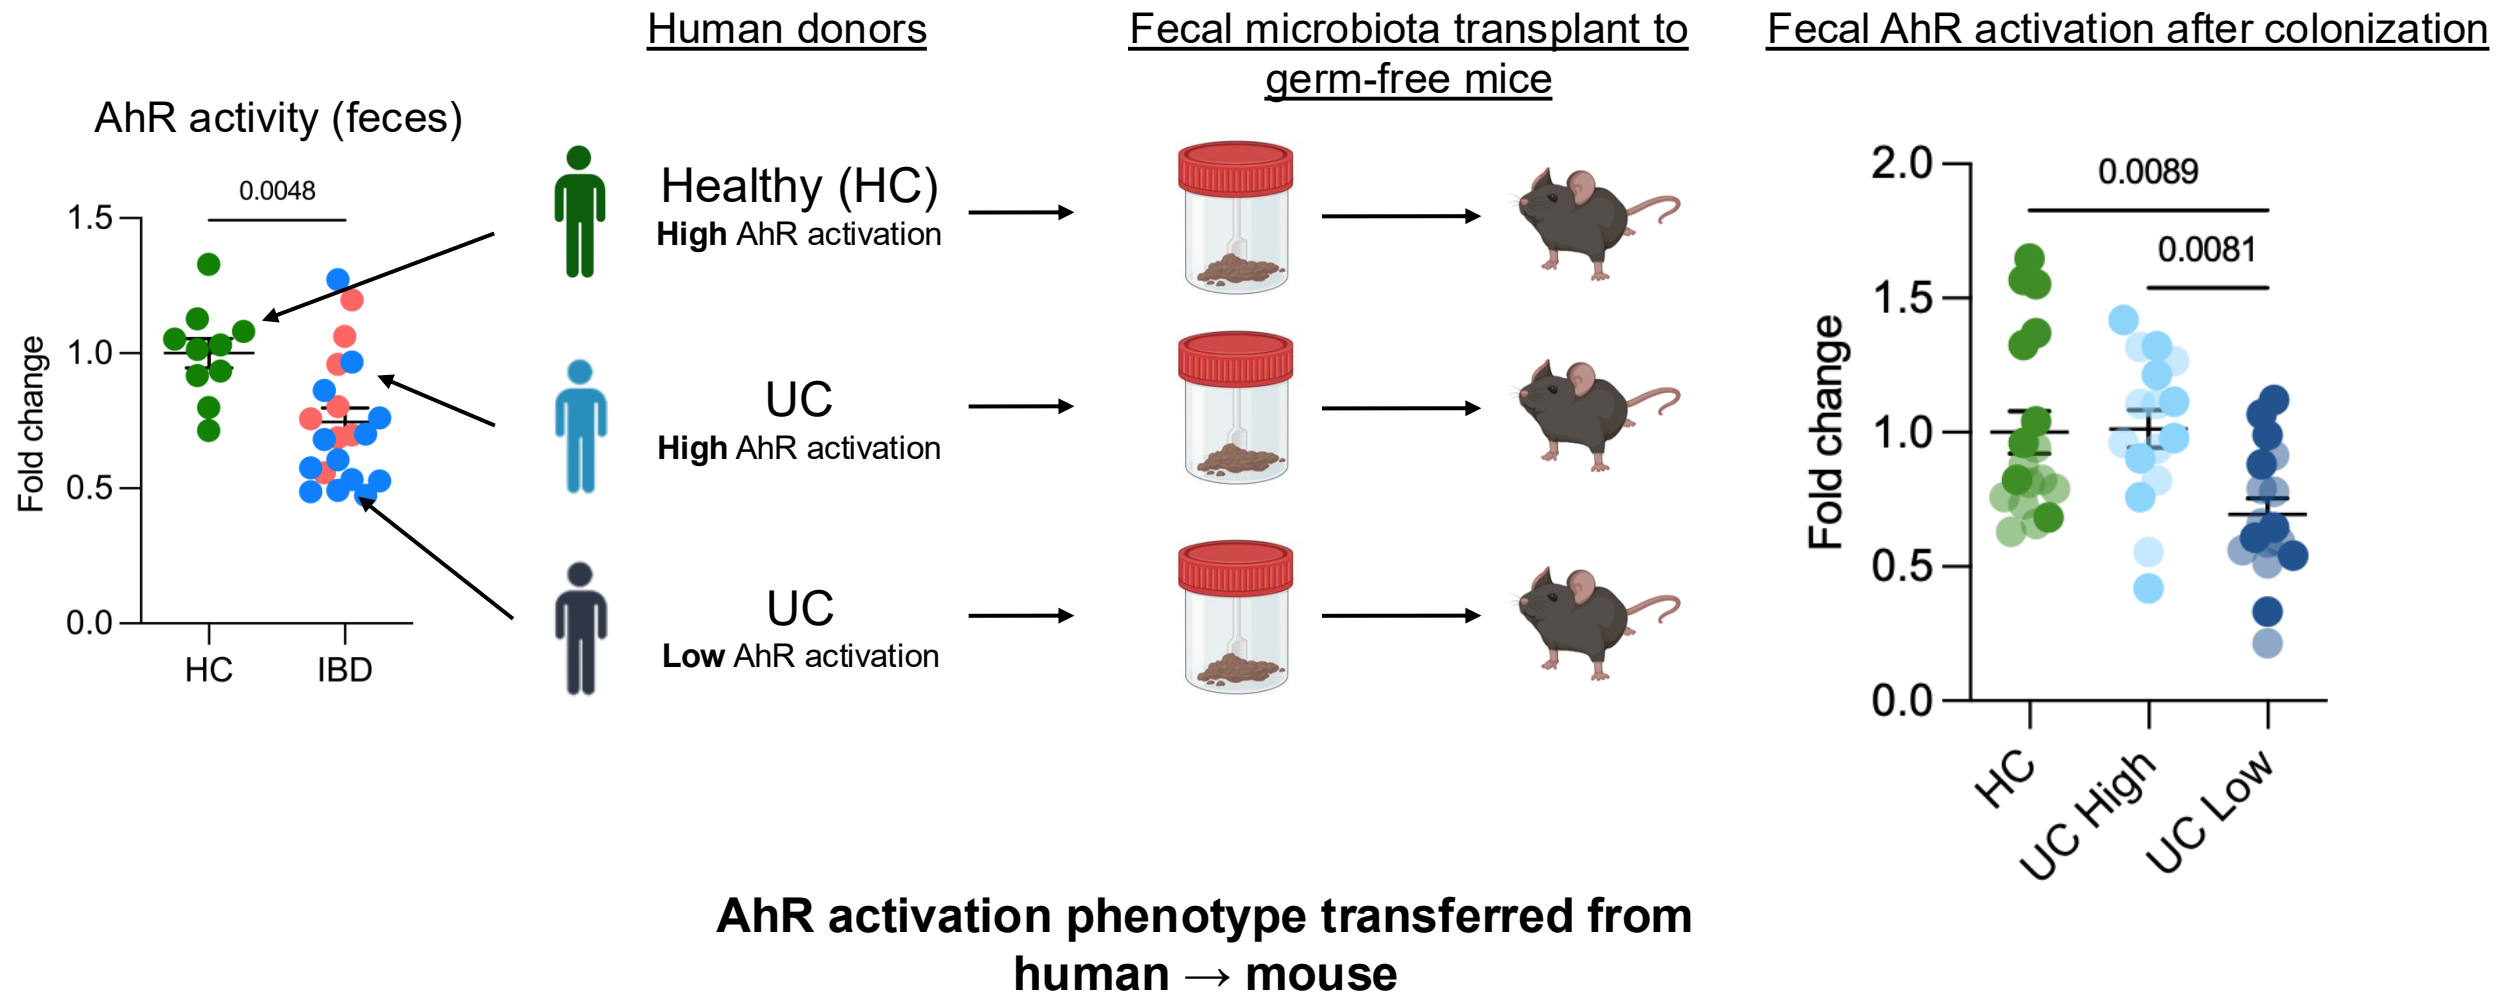 Human donors
Fecal microbiota transplant to
germ-free mice
Fecal AhR activation after colonization
AhR activity (feces)
0.0048
1.5
1.0
0.5
0.0
Fold change
HC
IBD
Healthy (HC)
High AhR activation
UC
High AhR activation
UC
Low AhR activation
2.0
1.5
1.0
0.5
0.0
Fold change
0.0089
0.0081
HC
UC High
UC Low
AhR activation phenotype transferred from
human → mouse